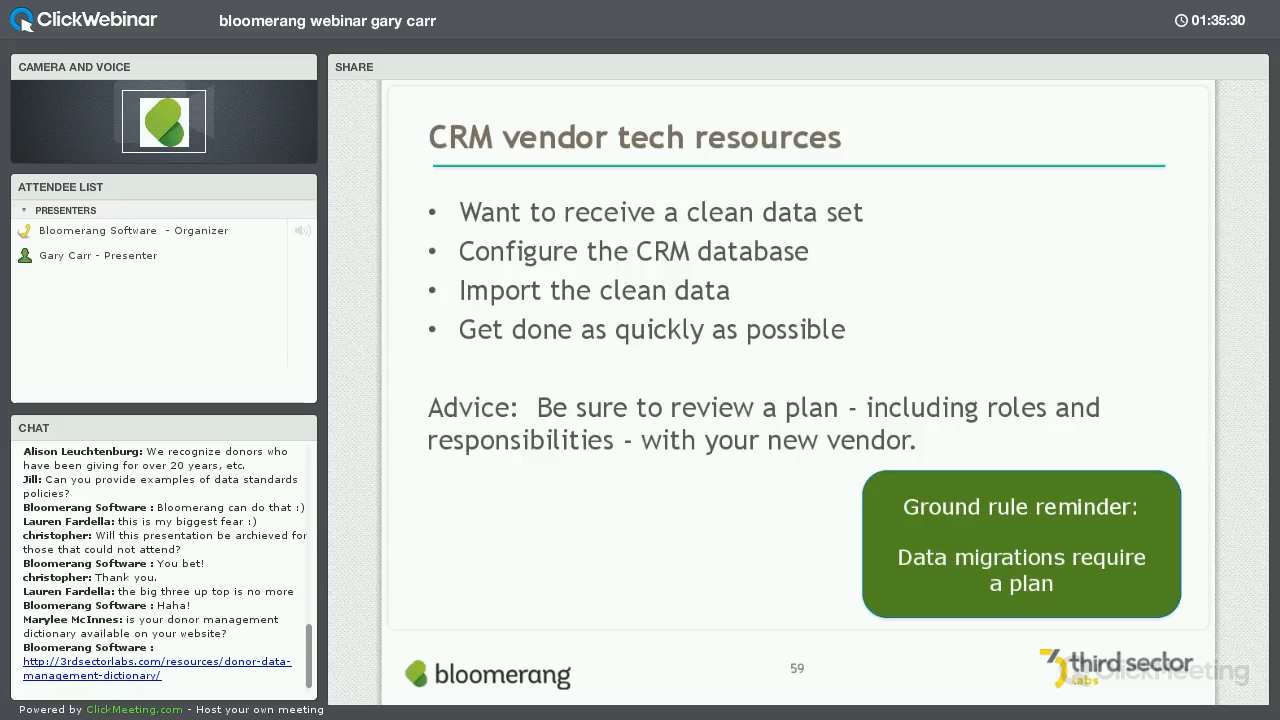 ClickWebinar
bloomerang webinar gary carr
01:35:30
CAMERA AND VOICE
ATTENDEE LIST
PRESENTERS
Bloomerang Software - Organizer
Gary Carr - Presenter
CHAT
Alison Leuchtenburg: We recognize donors who
have been giving for over 20 years, etc.
Jill: Can you provide examples of data standards
policies?
Bloomerang Software : Bloomerang can do that :)
Lauren Fardella: this is my biggest fear :)
christopher: Will this presentation be archieved for
those that could not attend?
Bloomerang Software : You bet!
christopher: Thank you.
Lauren Fardella: the big three up top is no more
Bloomerang Software : Haha!
Marylee McInnes: is your donor management
dictionary available on your website?
Bloomerang Software :
http://3rdsectorlabs.com/resources/donor-data-
management-dictionary/
Powered by ClickMeeting.com - Host your own meeting
SHARE
CRM vendor tech resources
• Want to receive a clean data set
• Configure the CRM database
• Import the clean data
• Get done as quickly as possible
Advice: Be sure to review a plan - including roles and
responsibilities - with your new vendor.
Ground rule reminder:
Data migrations require
a plan
bloomerang
59
third sector
labs
ClickMeeting